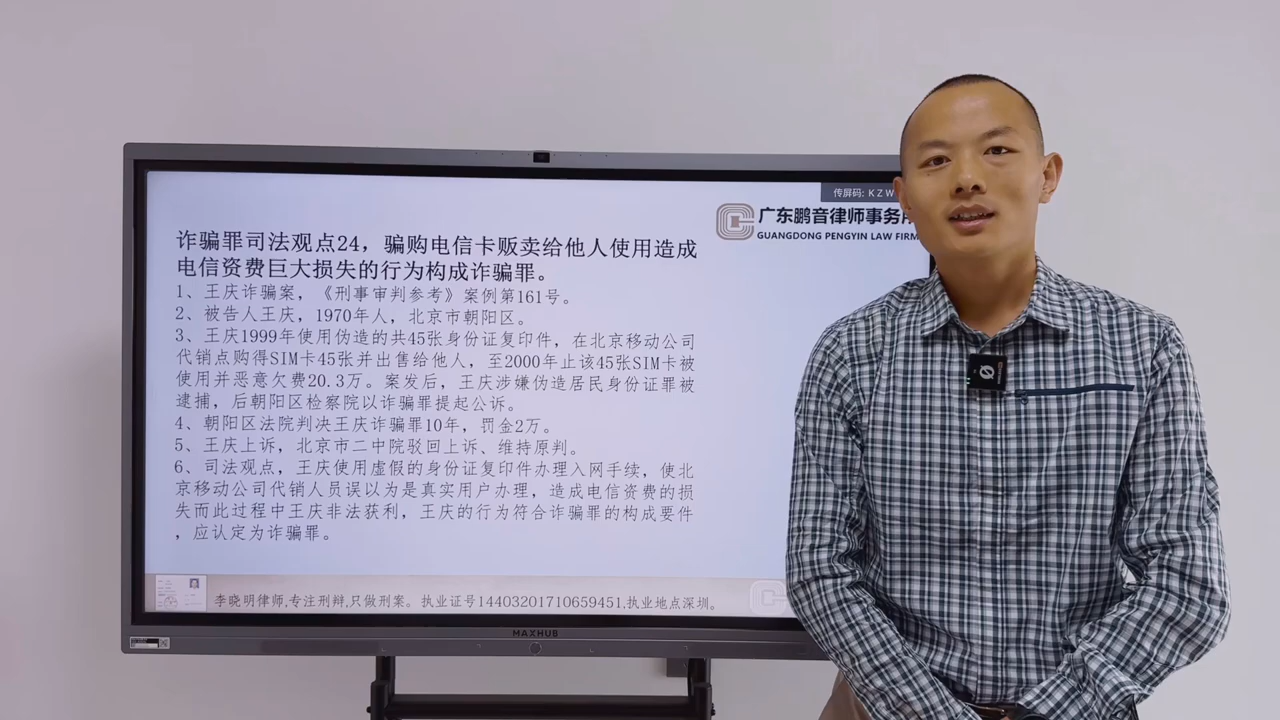 传屏码: K Z W
广东鹏音律师事务所
GUANGDONG PENGYIN LAW FIRM
诈骗罪司法观点24，骗购电信卡贩卖给他人使用造成
电信资费巨大损失的行为构成诈骗罪。
1、王庆诈骗案，《刑事审判参考》案例第161号。
2、被告人王庆，1970年人，北京市朝阳区。
3、王庆1999年使用伪造的共45张身份证复印件，在北京移动公司
代销点购得SIM卡45张并出售给他人，至2000年止该45张SIM卡被
使用并恶意欠费20.3万。案发后，王庆涉嫌伪造居民身份证罪被
逮捕，后朝阳区检察院以诈骗罪提起公诉。
4、朝阳区法院判决王庆诈骗罪10年，罚金2万。
5、王庆上诉，北京市二中院驳回上诉、维持原判。
6、司法观点，王庆使用虚假的身份证复印件办理入网手续，使北
京移动公司代销人员误以为是真实用户办理，造成电信资费的损
失而此过程中王庆非法获利，王庆的行为符合诈骗罪的构成要件
，应认定为诈骗罪。
李晓明律师,专注刑辩,只做刑案。执业证号14403201710659451,执业地点深圳。
MAXHUB